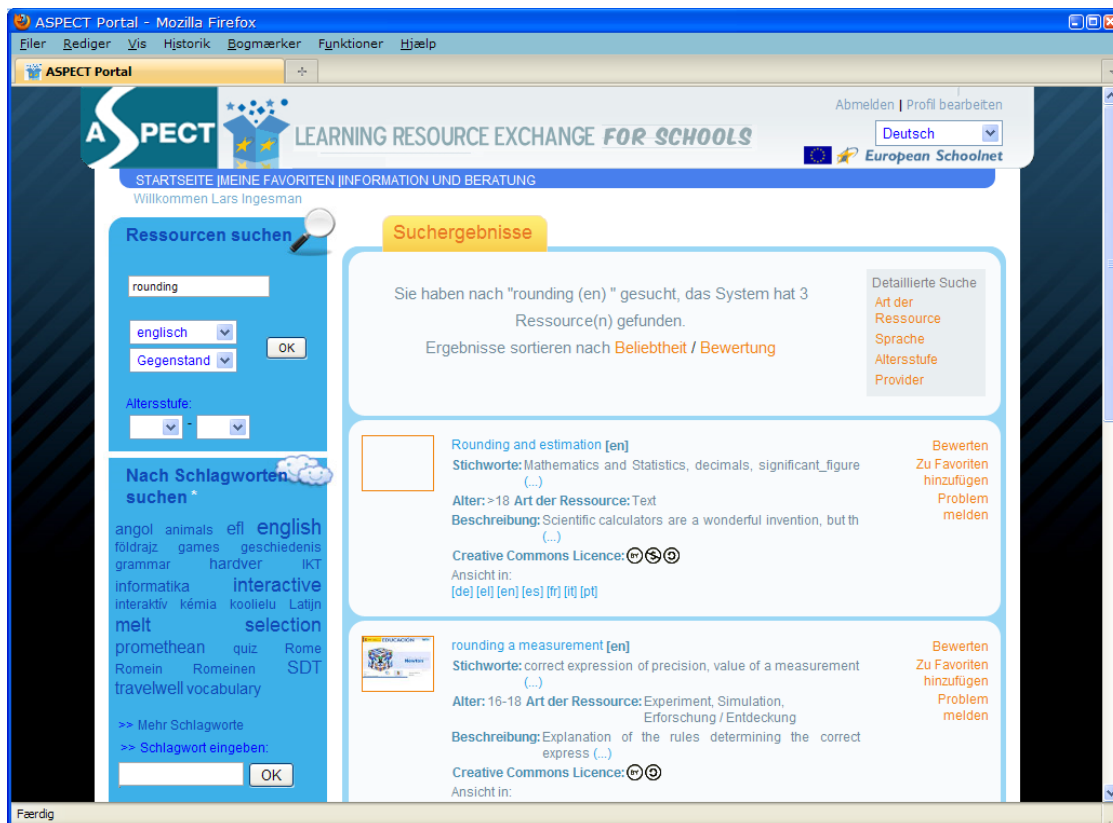 ASPECT Portal - Mozilla Firefox
Filer Rediger Vis Historik Bogmærker Funktioner Hjælp
ASPECT Portal
ASPECT
LEARNING RESOURCE EXCHANGE FOR SCHOOLS
Abmelden | Profil bearbeiten
Deutsch
European Schoolnet
STARTSEITE |MEINE FAVORITEN |INFORMATION UND BERATUNG
Willkommen Lars Ingesman
Ressourcen suchen
rounding
englisch
Gegenstand
OK
Altersstufe:
-
Nach Schlagworten
suchen *
angol animals efl english
földrajz games geschiedenis
grammar hardver IKT
informatika interactive
interaktív kémia koolielu Latijn
melt selection
promethean quiz Rome
Romein Romeinen SDT
travelwell vocabulary
>> Mehr Schlagworte
>> Schlagwort eingeben:
OK
Suchergebnisse
Sie haben nach "rounding (en) " gesucht, das System hat 3
Ressource(n) gefunden.
Ergebnisse sortieren nach Beliebtheit / Bewertung
Detaillierte Suche
Art der
Ressource
Sprache
Altersstufe
Provider
Rounding and estimation [en]
Stichworte: Mathematics and Statistics, decimals, significant_figure
(...)
Alter: >18 Art der Ressource: Text
Beschreibung: Scientific calculators are a wonderful invention, but th
(...)
Creative Commons Licence:
Ansicht in:
[de] [el] [en] [es] [fr] [it] [pt]
Bewerten
Zu Favoriten
hinzufügen
Problem
melden
rounding a measurement [en]
Stichworte: correct expression of precision, value of a measurement
(...)
Alter: 16-18 Art der Ressource: Experiment, Simulation,
Erforschung / Entdeckung
Beschreibung: Explanation of the rules determining the correct
express (...)
Creative Commons Licence:
Ansicht in:
Bewerten
Zu Favoriten
hinzufügen
Problem
melden
Færdig